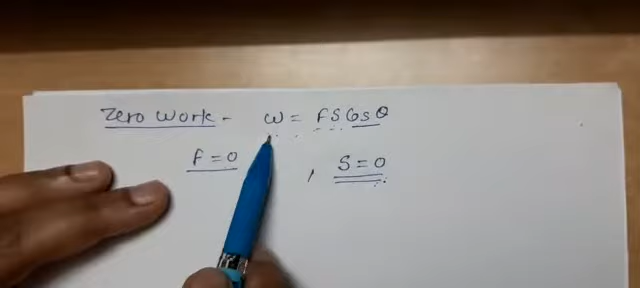 Zero Work - W = FS Cos θ
F = 0 , S = 0